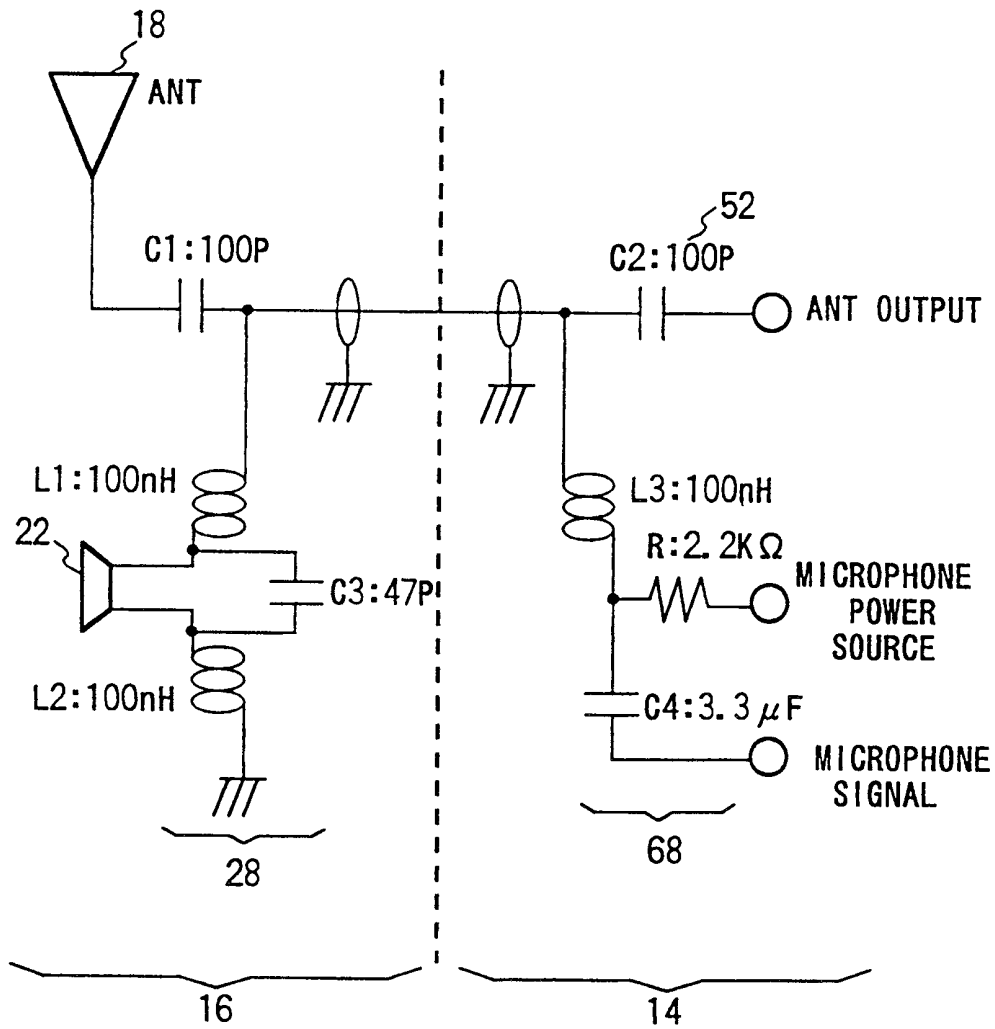 18
ANT
52
C1:100P
C2:100P
ANT OUTPUT
L1:100nH
L3:100nH
22
R:2.2KΩ
C3:47P
MICROPHONE
POWER
SOURCE
L2:100nH
C4:3.3μF
MICROPHONE
SIGNAL
28
68
16
14